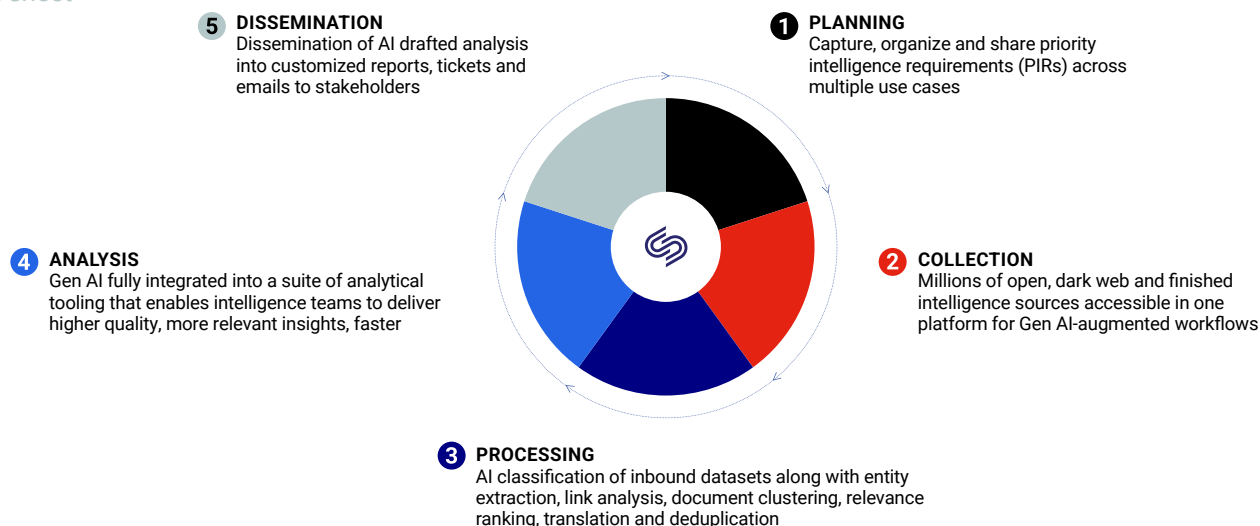 5 DISSEMINATION
Dissemination of AI drafted analysis
into customized reports, tickets and
emails to stakeholders
1 PLANNING
Capture, organize and share priority
intelligence requirements (PIRs) across
multiple use cases
2 COLLECTION
Millions of open, dark web and finished
intelligence sources accessible in one
platform for Gen AI-augmented workflows
4 ANALYSIS
Gen AI fully integrated into a suite of analytical
tooling that enables intelligence teams to deliver
higher quality, more relevant insights, faster
3 PROCESSING
AI classification of inbound datasets along with entity
extraction, link analysis, document clustering, relevance
ranking, translation and deduplication